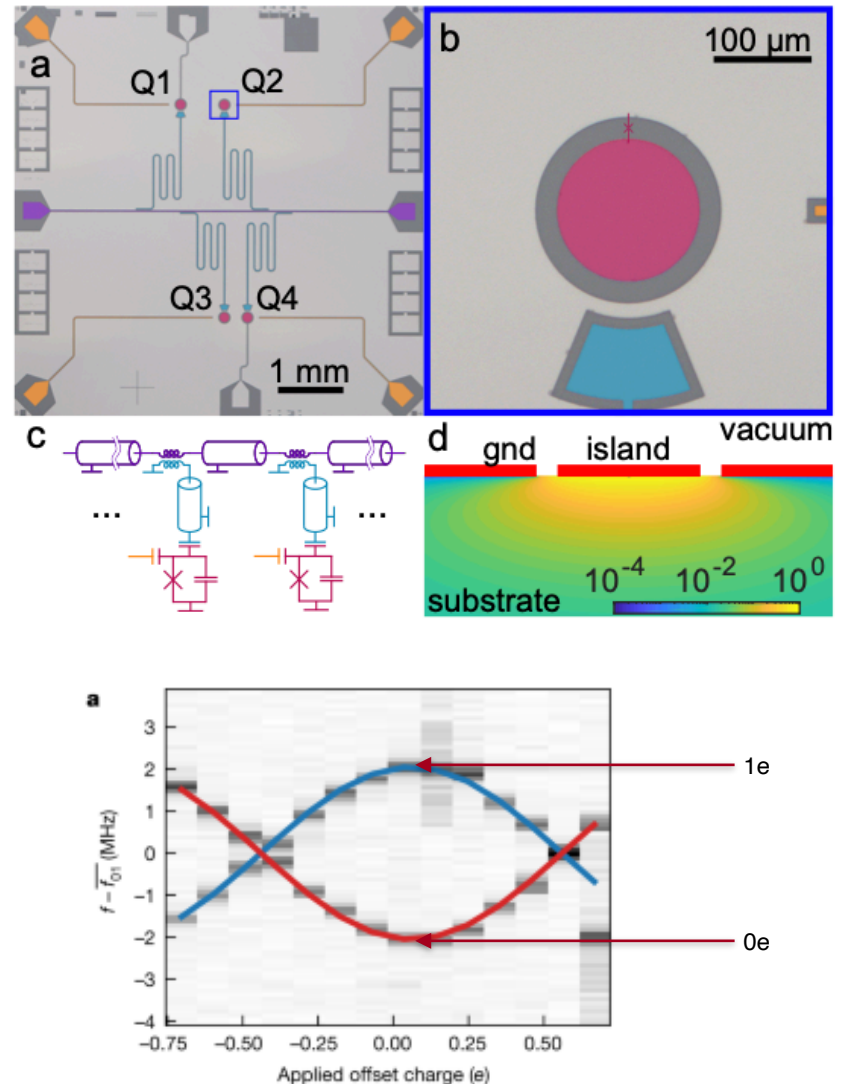 a
Q1
Q2
Q3
Q4
1 mm
b
100 μm
c
...
...
d
gnd
island
vacuum
10⁻⁴
10⁻²
10⁰
substrate
a
3
2
1
0
−1
−2
−3
−4
f − f̅₀₁ (MHz)
−0.75
−0.50
−0.25
0.00
0.25
0.50
Applied offset charge (e)
1e
0e